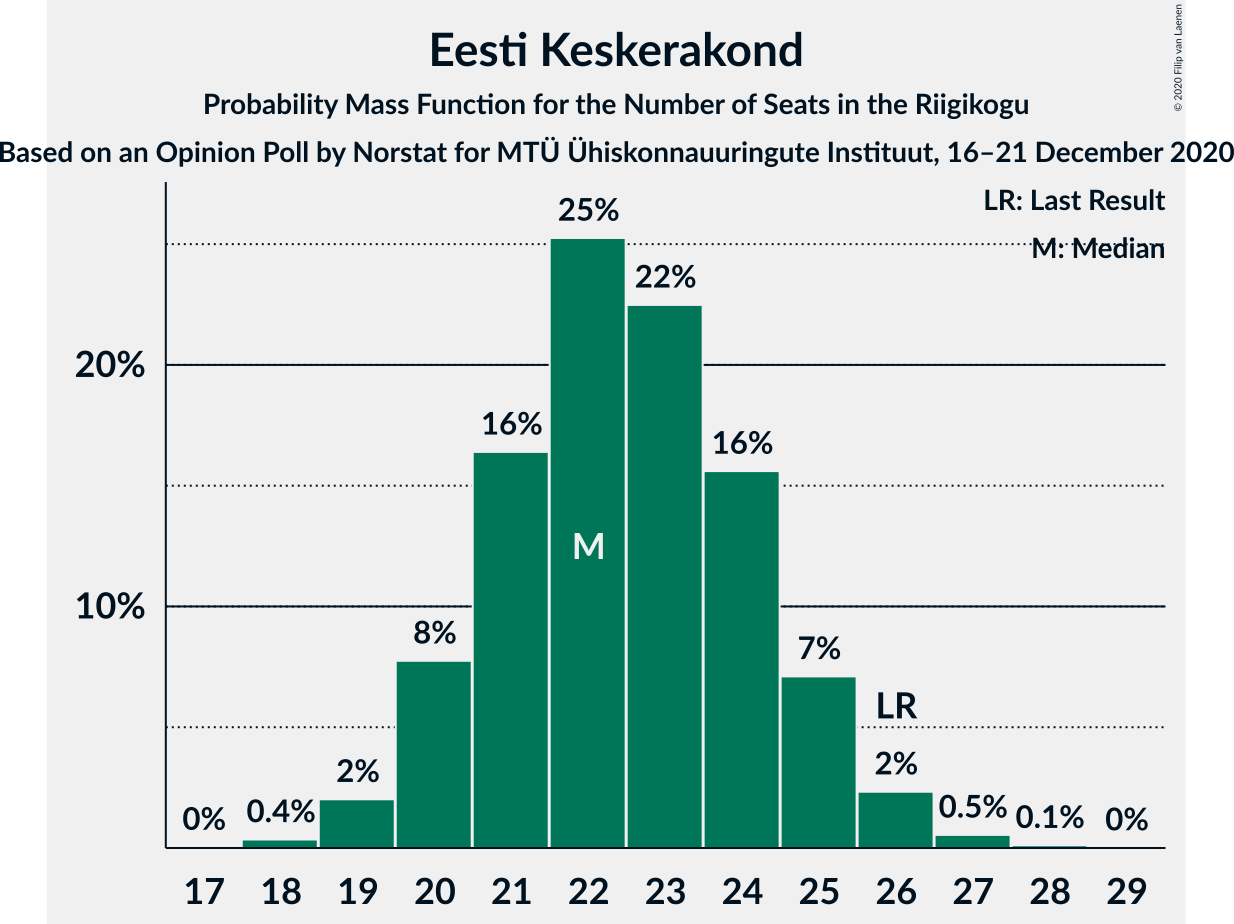 Eesti Keskerakond
Probability Mass Function for the Number of Seats in the Riigikogu
Based on an Opinion Poll by Norstat for MTÜ Ühiskonnauuringute Instituut, 16–21 December 2020
© 2020 Filip van Laenen
LR: Last Result
M: Median
25%
22%
20%
16%
16%
M
10%
8%
7%
LR
2%
2%
0% 0.4% 0.5% 0.1% 0%
17 18 19 20 21 22 23 24 25 26 27 28 29